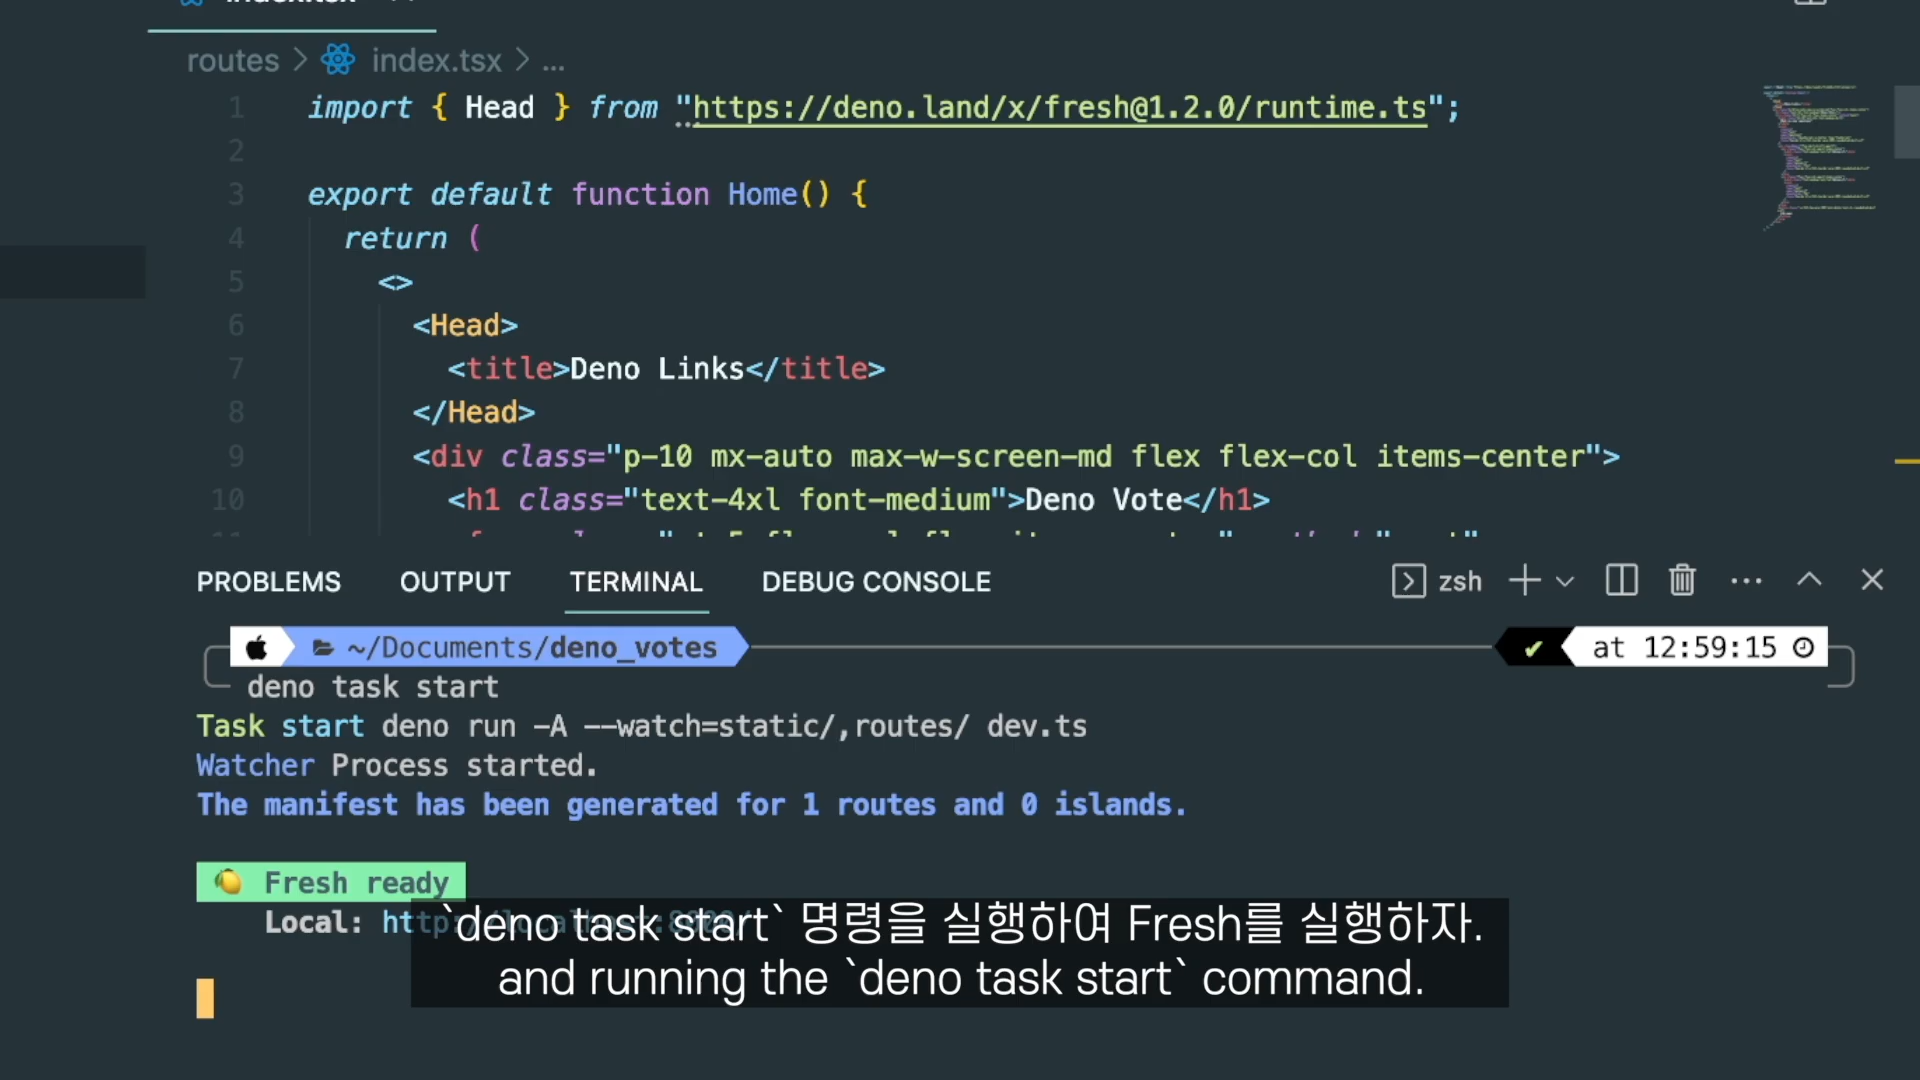 routes > index.tsx > ...
1 import { Head } from "https://deno.land/x/fresh@1.2.0/runtime.ts";
2
3 export default function Home() {
4 return (
5 <>
6 <Head>
7 <title>Deno Links</title>
8 </Head>
9 <div class="p-10 mx-auto max-w-screen-md flex flex-col items-center">
10 <h1 class="text-4xl font-medium">Deno Vote</h1>
PROBLEMS OUTPUT TERMINAL DEBUG CONSOLE zsh
~/Documents/deno_votes ✔ at 12:59:15
deno task start
Task start deno run -A --watch=static/,routes/ dev.ts
Watcher Process started.
The manifest has been generated for 1 routes and 0 islands.
🍋 Fresh ready
Local: http://localhost:8000/
`deno task start` 명령을 실행하여 Fresh를 실행하자.
and running the `deno task start` command.